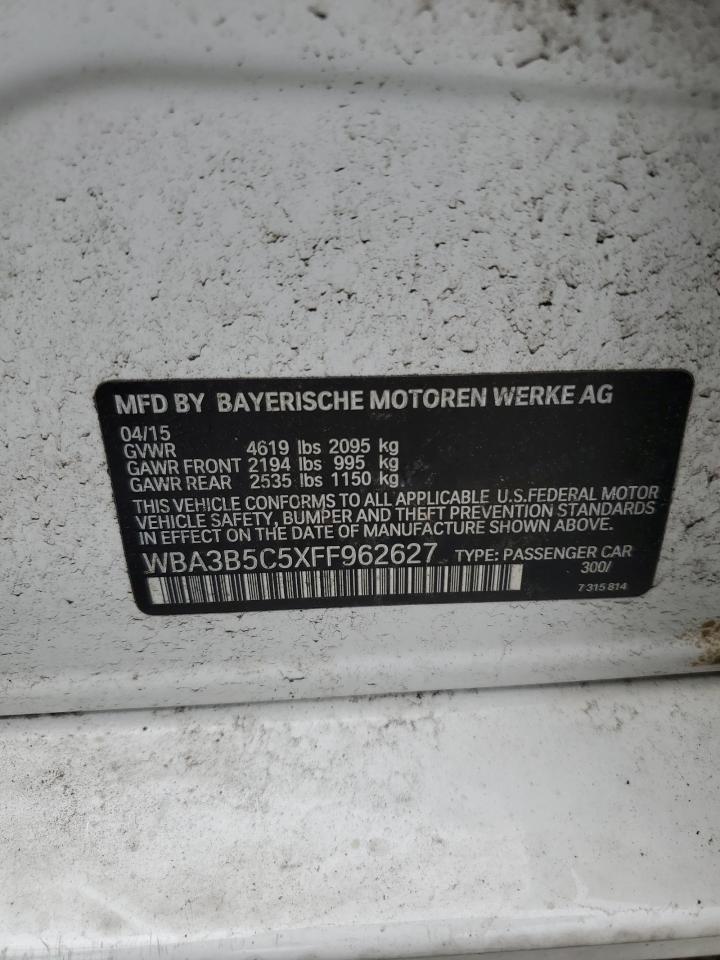 MFD BY BAYERISCHE MOTOREN WERKE AG
04/15
GVWR 4619 lbs 2095 kg
GAWR FRONT 2194 lbs 995 kg
GAWR REAR 2535 lbs 1150 kg
THIS VEHICLE CONFORMS TO ALL APPLICABLE U.S.FEDERAL MOTOR
VEHICLE SAFETY, BUMPER, AND THEFT PREVENTION STANDARDS
IN EFFECT ON THE DATE OF MANUFACTURE SHOWN ABOVE.
WBA3B5C5XFF962627 TYPE: PASSENGER CAR
300/
7 315 814